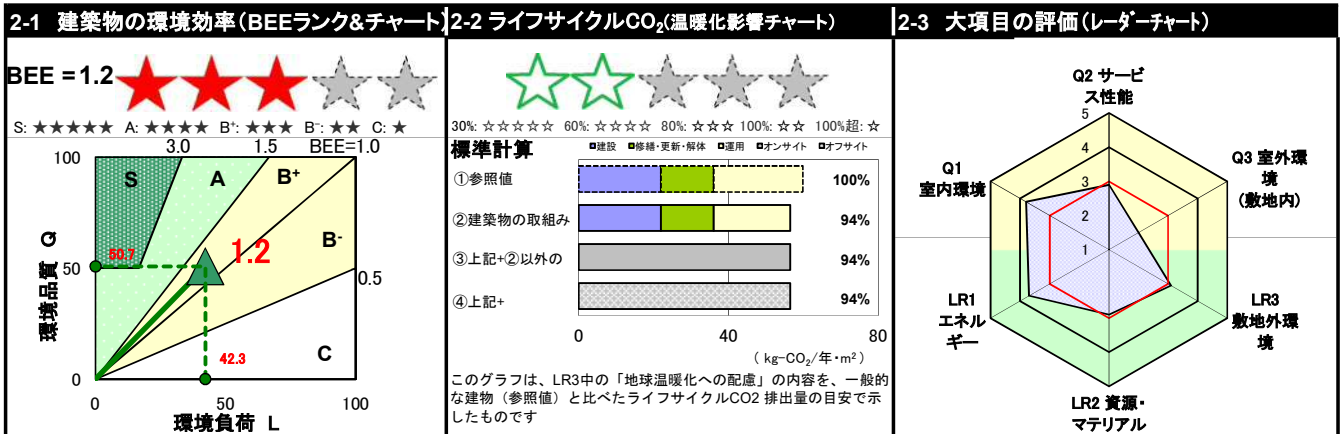 2-1 建築物の環境効率(BEEランク&チャート)
BEE = 1.2
S: ★★★★★ A: ★★★★ B+: ★★★ B-: ★★ C: ★
3.0 1.5 BEE=1.0
100
S A B+
B-
50.7
1.2
50
0.5
42.3
C
0
0 50 100
環境品質 Q
環境負荷 L
2-2 ライフサイクルCO2(温暖化影響チャート)
30%: ☆☆☆☆☆ 60%: ☆☆☆☆ 80%: ☆☆☆ 100%: ☆☆ 100%超: ☆
標準計算
■建設 ■修繕・更新・解体 □運用 ■オンサイト ■オフサイト
①参照値 100%
②建築物の取組み 94%
③上記+②以外の 94%
④上記+ 94%
0 40 80
( kg-CO2/年・m2)
このグラフは、LR3中の「地球温暖化への配慮」の内容を、一般的
な建物(参照値)と比べたライフサイクルCO2 排出量の目安で示
したものです
2-3 大項目の評価(レーダーチャート)
Q2 サービ
ス性能
5
4
3
2
1
Q1
室内環境
Q3 室外環
境
(敷地内)
LR1
エネル
ギー
LR3
敷地外環
境
LR2 資源・
マテリアル